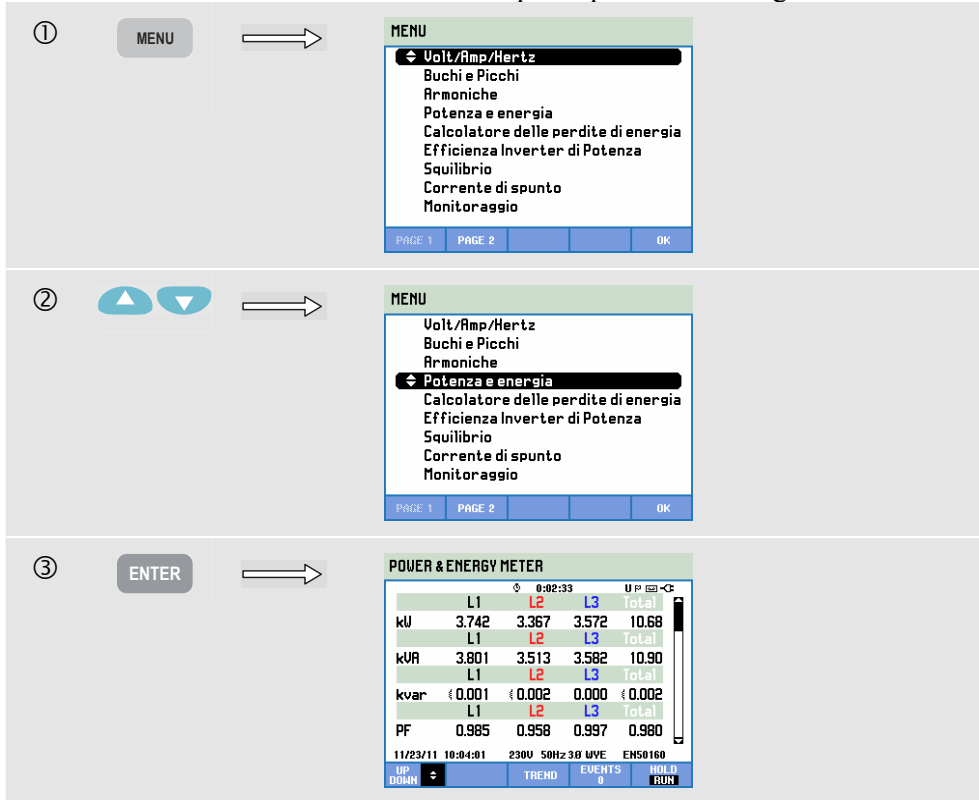 ①
MENU
MENU
Volt/Amp/Hertz
Buchi e Picchi
Armoniche
Potenza e energia
Calcolatore delle perdite di energia
Efficienza Inverter di Potenza
Squilibrio
Corrente di spunto
Monitoraggio
PAGE 1 PAGE 2 OK
②
MENU
Volt/Amp/Hertz
Buchi e Picchi
Armoniche
Potenza e energia
Calcolatore delle perdite di energia
Efficienza Inverter di Potenza
Squilibrio
Corrente di spunto
Monitoraggio
PAGE 1 PAGE 2 OK
③
ENTER
POWER & ENERGY METER
0:02:33 U
L1 L2 L3 Total
kW 3.742 3.367 3.572 10.68
L1 L2 L3 Total
kVA 3.801 3.513 3.582 10.90
L1 L2 L3 Total
kvar 0.001 0.002 0.000 0.002
L1 L2 L3 Total
PF 0.985 0.958 0.997 0.980
11/23/11 10:04:01 230V 50Hz 3.0 WYE EN50160
UP DOWN TREND EVENTS 0 HOLD RUN